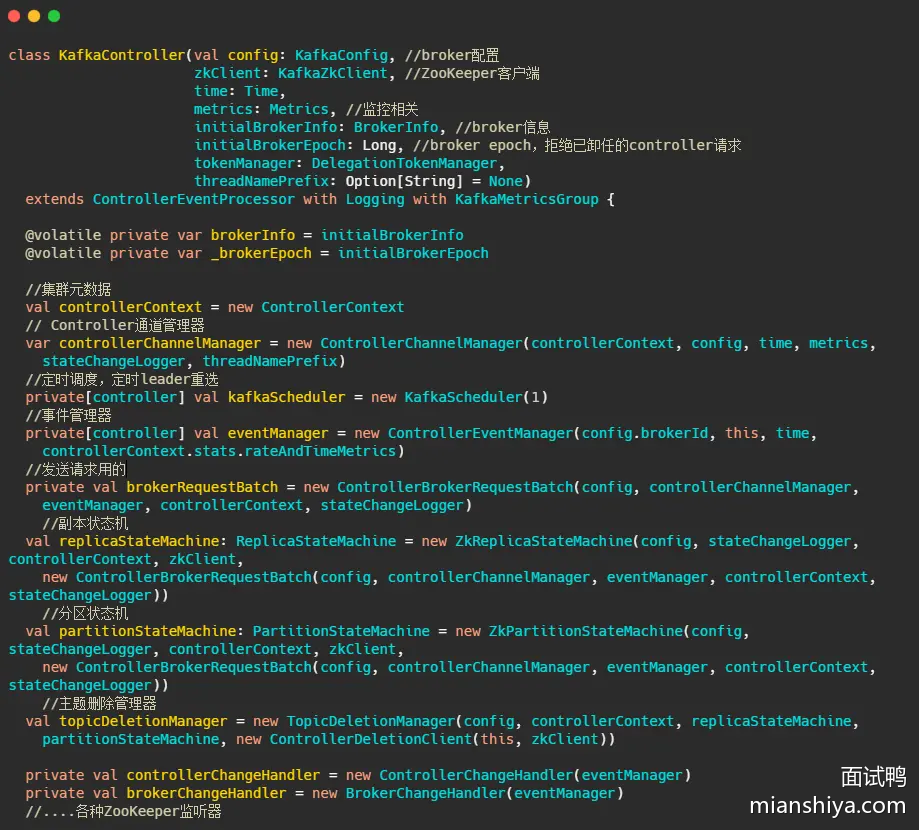 class KafkaController(val config: KafkaConfig, //broker配置
zkClient: KafkaZkClient, //ZooKeeper客户端
time: Time,
metrics: Metrics, //监控相关
initialBrokerInfo: BrokerInfo, //broker信息
initialBrokerEpoch: Long, //broker epoch，拒绝已卸任的controller请求
tokenManager: DelegationTokenManager,
threadNamePrefix: Option[String] = None)
extends ControllerEventProcessor with Logging with KafkaMetricsGroup {
@volatile private var brokerInfo = initialBrokerInfo
@volatile private var _brokerEpoch = initialBrokerEpoch
//集群元数据
val controllerContext = new ControllerContext
// Controller通道管理器
var controllerChannelManager = new ControllerChannelManager(controllerContext, config, time, metrics,
stateChangeLogger, threadNamePrefix)
//定时调度，定时leader重选
private[controller] val kafkaScheduler = new KafkaScheduler(1)
//事件管理器
private[controller] val eventManager = new ControllerEventManager(config.brokerId, this, time,
controllerContext.stats.rateAndTimeMetrics)
//发送请求用的
private val brokerRequestBatch = new ControllerBrokerRequestBatch(config, controllerChannelManager,
eventManager, controllerContext, stateChangeLogger)
//副本状态机
val replicaStateMachine: ReplicaStateMachine = new ZkReplicaStateMachine(config, stateChangeLogger,
controllerContext, zkClient,
new ControllerBrokerRequestBatch(config, controllerChannelManager, eventManager, controllerContext,
stateChangeLogger))
//分区状态机
val partitionStateMachine: PartitionStateMachine = new ZkPartitionStateMachine(config,
stateChangeLogger, controllerContext, zkClient,
new ControllerBrokerRequestBatch(config, controllerChannelManager, eventManager, controllerContext,
stateChangeLogger))
//主题删除管理器
val topicDeletionManager = new TopicDeletionManager(config, controllerContext, replicaStateMachine,
partitionStateMachine, new ControllerDeletionClient(this, zkClient))
private val controllerChangeHandler = new ControllerChangeHandler(eventManager)
private val brokerChangeHandler = new BrokerChangeHandler(eventManager)
//....各种ZooKeeper监听器
面试鸭
mianshiya.com